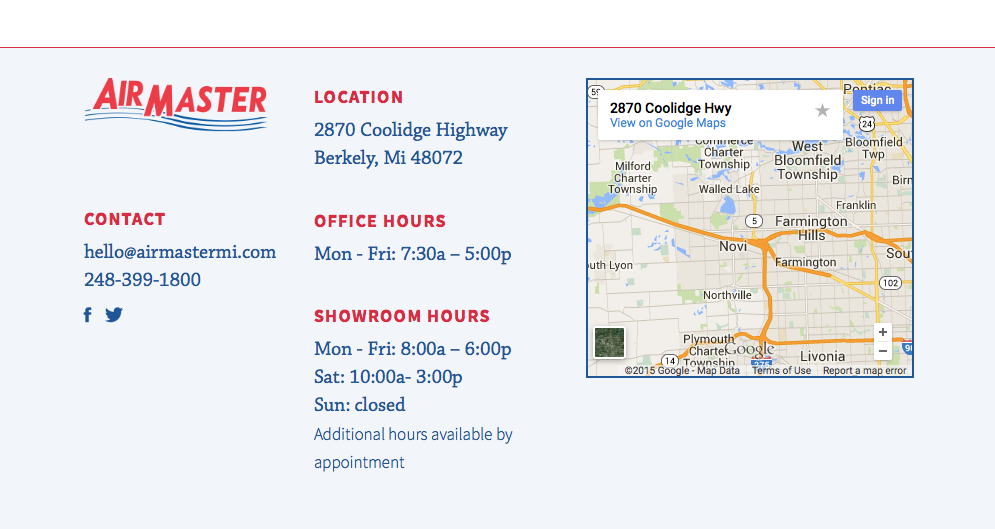 AIR MASTER
CONTACT
hello@airmastermi.com
248-399-1800
LOCATION
2870 Coolidge Highway
Berkely, Mi 48072
OFFICE HOURS
Mon - Fri: 7:30a – 5:00p
SHOWROOM HOURS
Mon - Fri: 8:00a – 6:00p
Sat: 10:00a- 3:00p
Sun: closed
Additional hours available by
appointment
2870 Coolidge Hwy
View on Google Maps
Sign in
59
Pontiac
24
Commerce
Charter
Township
West
Bloomfield
Township
Bloomfield
Twp
Milford
Charter
Township
Walled Lake
Birn
Franklin
5
Farmington
Hills
Novi
Farmington
Sou
uth Lyon
102
Northville
Plymouth
Charter
Township
Google
14
275
Livonia
+
−
©2015 Google - Map Data
Terms of Use
Report a map error